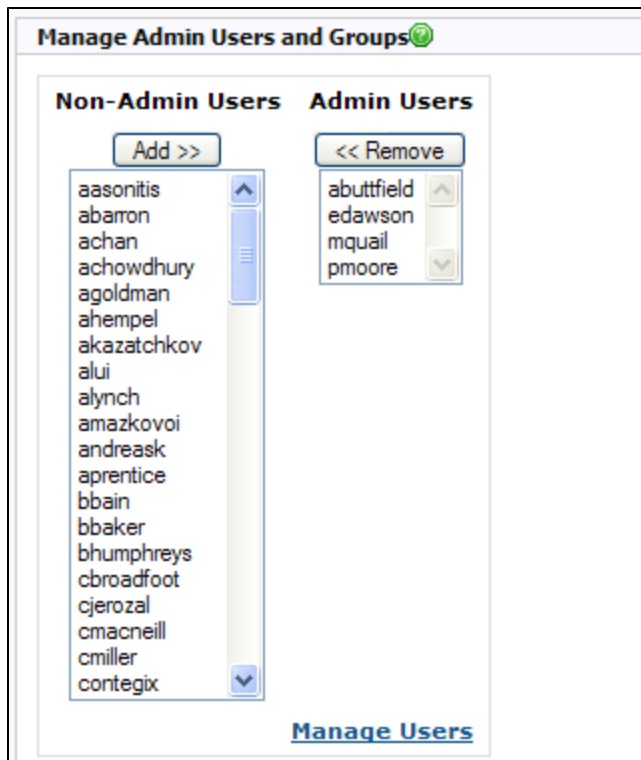 Manage Admin Users and Groups
Non-Admin Users
Add >>
aasonitis
abarron
achan
achowdhury
agoldman
ahempel
akazatchkov
alui
alynch
amazkovoi
andreask
aprentice
bbain
bbaker
bhumphreys
cbroadfoot
cjerozal
cmacneill
cmiller
contegix
Admin Users
<< Remove
abuttfield
edawson
mquail
pmoore
Manage Users